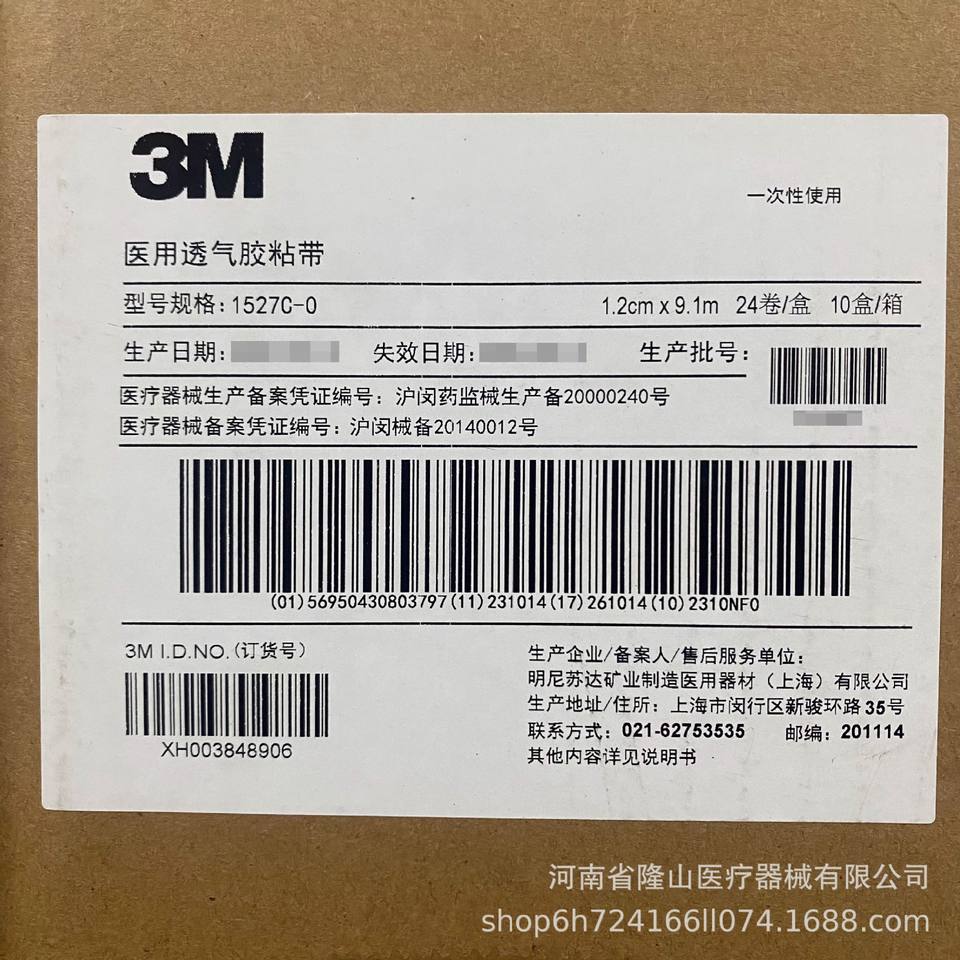 3M
一次性使用
医用透气胶粘带
型号规格: 1527C-0 1.2cm x 9.1m 24卷/盒 10盒/箱
生产日期: 失效日期: 生产批号:
医疗器械生产备案凭证编号: 沪闵药监械生产备20000240号
医疗器械备案凭证编号: 沪闵械备20140012号
(01)56950430803797(11)231014(17)261014(10)2310NF0
3M I.D.NO.(订货号)
XH003848906
生产企业/备案人/售后服务单位:
明尼苏达矿业制造医用器材（上海）有限公司
生产地址/住所: 上海市闵行区新骏环路35号
联系方式: 021-62753535 邮编: 201114
其他内容详见说明书
河南省隆山医疗器械有限公司
shop6h724166ll074.1688.com